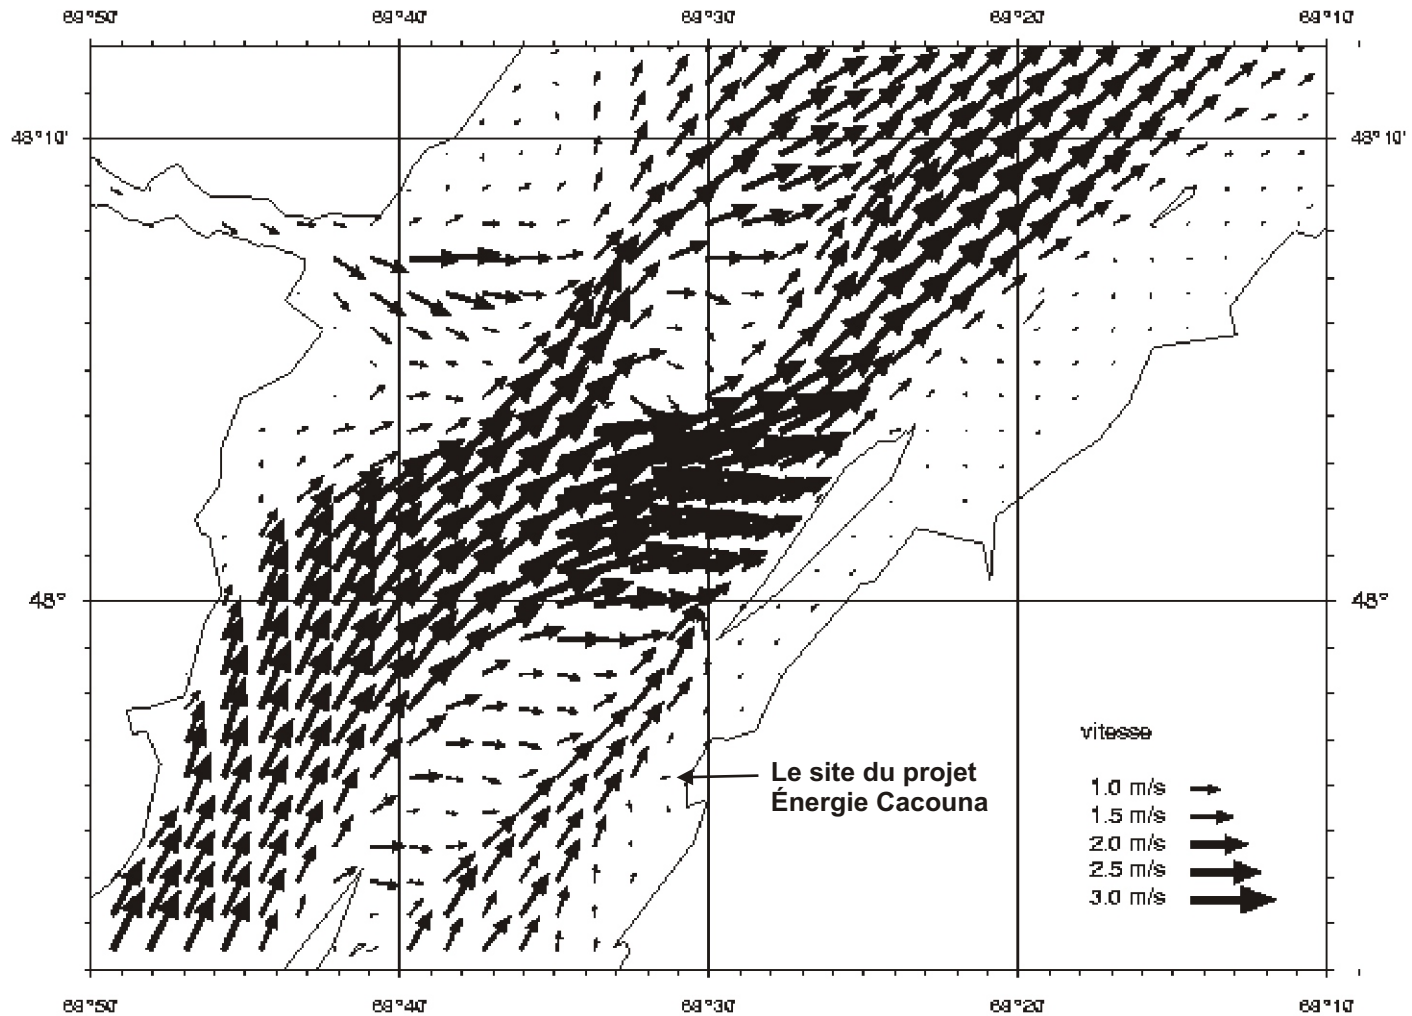 69°50' 69°40' 69°30' 69°20' 69°10'
48°10' 48°10'
48° 48°
vitesse
Le site du projet
Énergie Cacouna
1.0 m/s
1.5 m/s
2.0 m/s
2.5 m/s
3.0 m/s
69°50' 69°40' 69°30' 69°20' 69°10'